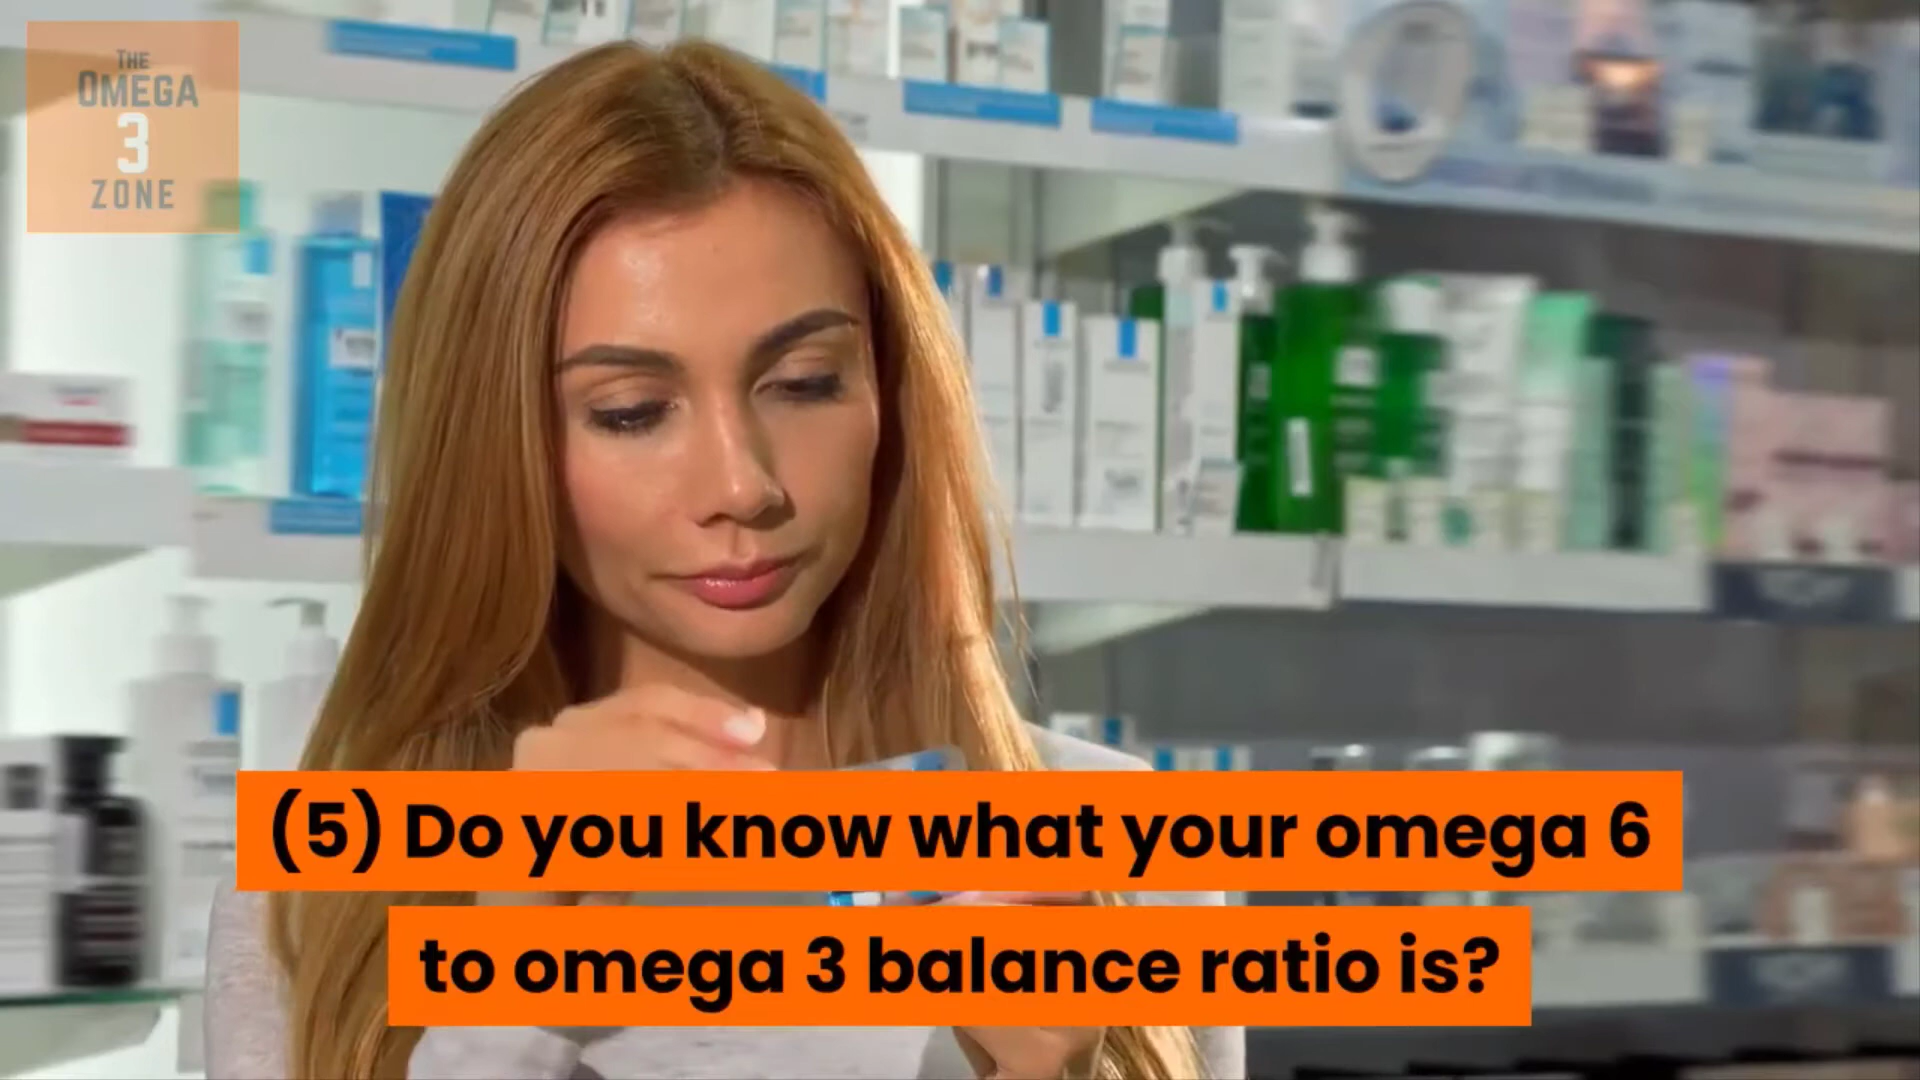 THE
OMEGA
3
ZONE
(5) Do you know what your omega 6
to omega 3 balance ratio is?